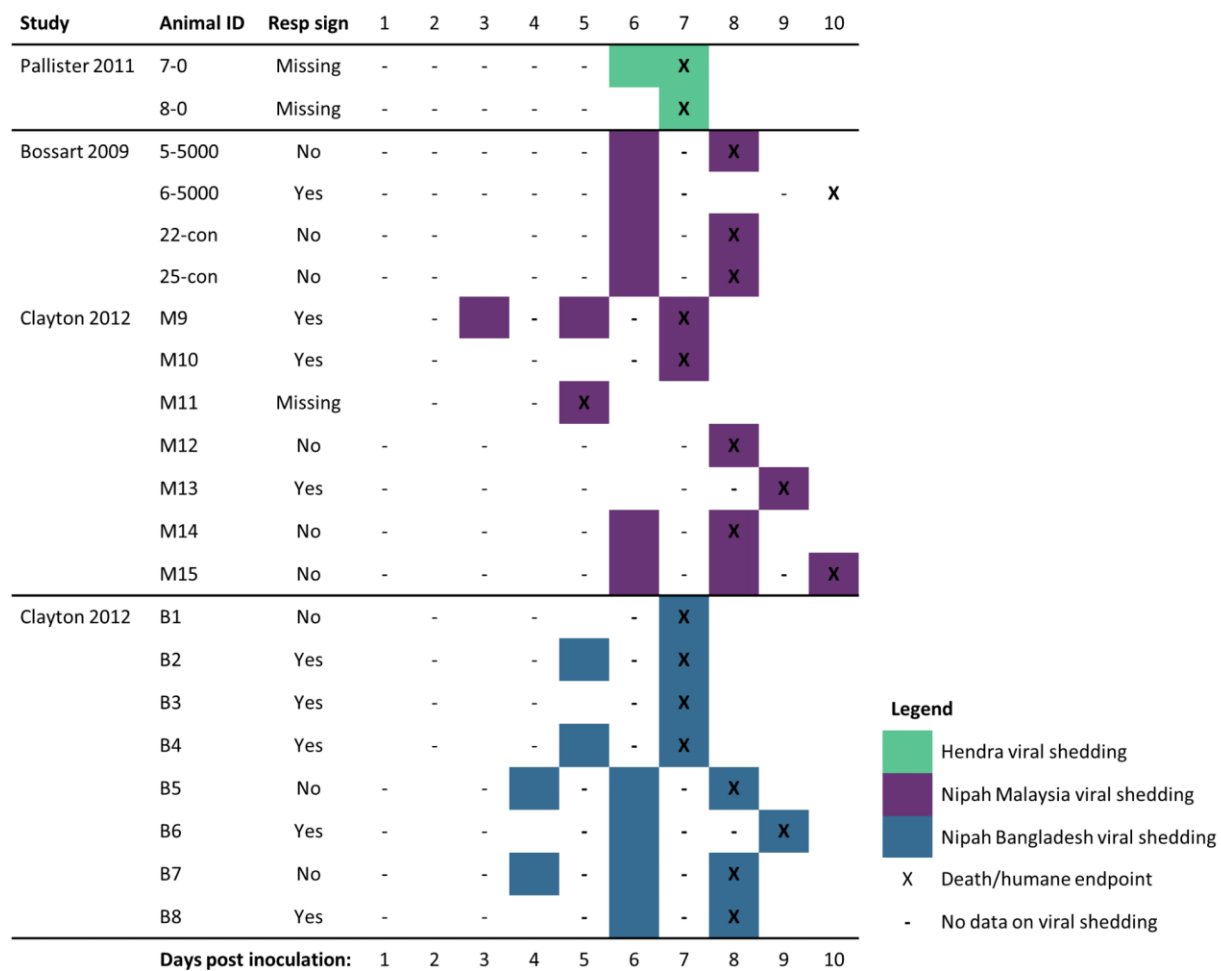 Study Animal ID Resp sign 1 2 3 4 5 6 7 8 9 10
Pallister 2011 7-0 Missing - - - - - X
8-0 Missing - - - - - X
Bossart 2009 5-5000 No - - - - - - X
6-5000 Yes - - - - - - - X
22-con No - - - - - X
25-con No - - - - - X
Clayton 2012 M9 Yes - - - X
M10 Yes - - - X
M11 Missing - - X
M12 No - - - - X
M13 Yes - - - - - X
M14 No - - - - X
M15 No - - - - - X
Clayton 2012 B1 No - - - X
B2 Yes - - - X
B3 Yes - - - X
B4 Yes - - - X
B5 No - - - - X
B6 Yes - - - - - X
B7 No - - - - X
B8 Yes - - - - X
Days post inoculation: 1 2 3 4 5 6 7 8 9 10
Legend
Hendra viral shedding
Nipah Malaysia viral shedding
Nipah Bangladesh viral shedding
X Death/humane endpoint
- No data on viral shedding